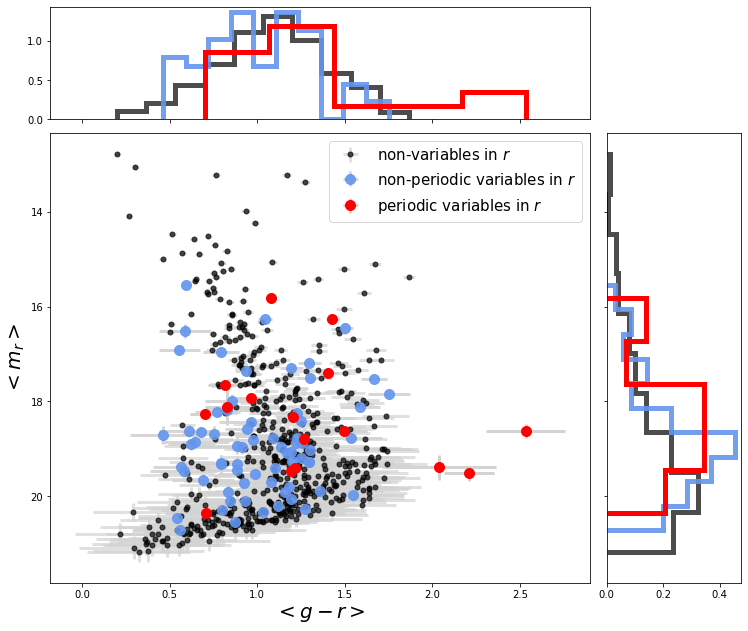 1.0
0.5
0.0
non-variables in r
non-periodic variables in r
periodic variables in r
14
16
18
20
< m_r >
0.0 0.5 1.0 1.5 2.0 2.5
0.0 0.2 0.4
< g − r >